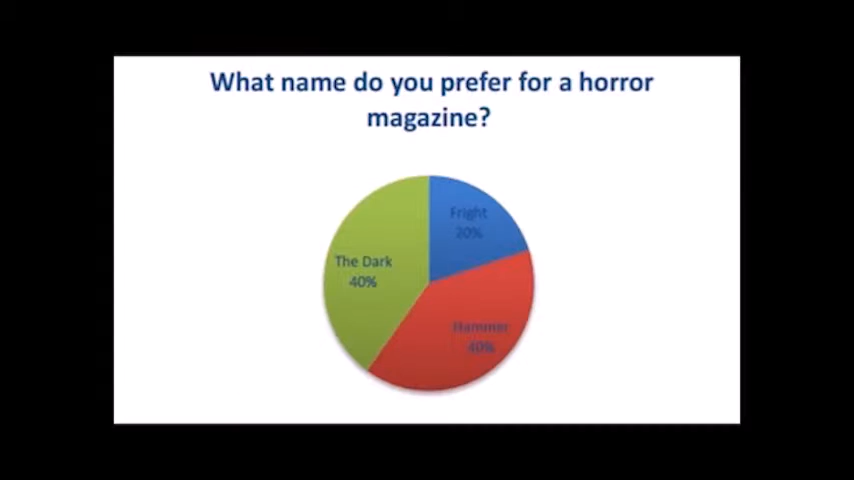 What name do you prefer for a horror
magazine?
Fright
20%
The Dark
40%
Hammer
40%